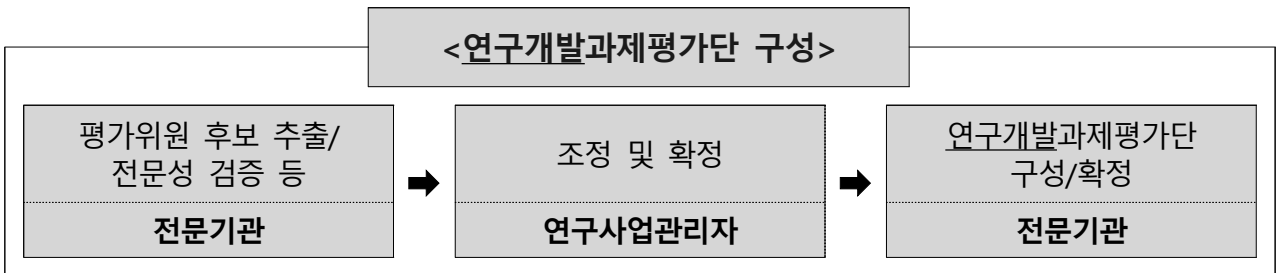 <연구개발과제평가단 구성>
평가위원 후보 추출/
전문성 검증 등
전문기관
조정 및 확정
연구사업관리자
연구개발과제평가단
구성/확정
전문기관